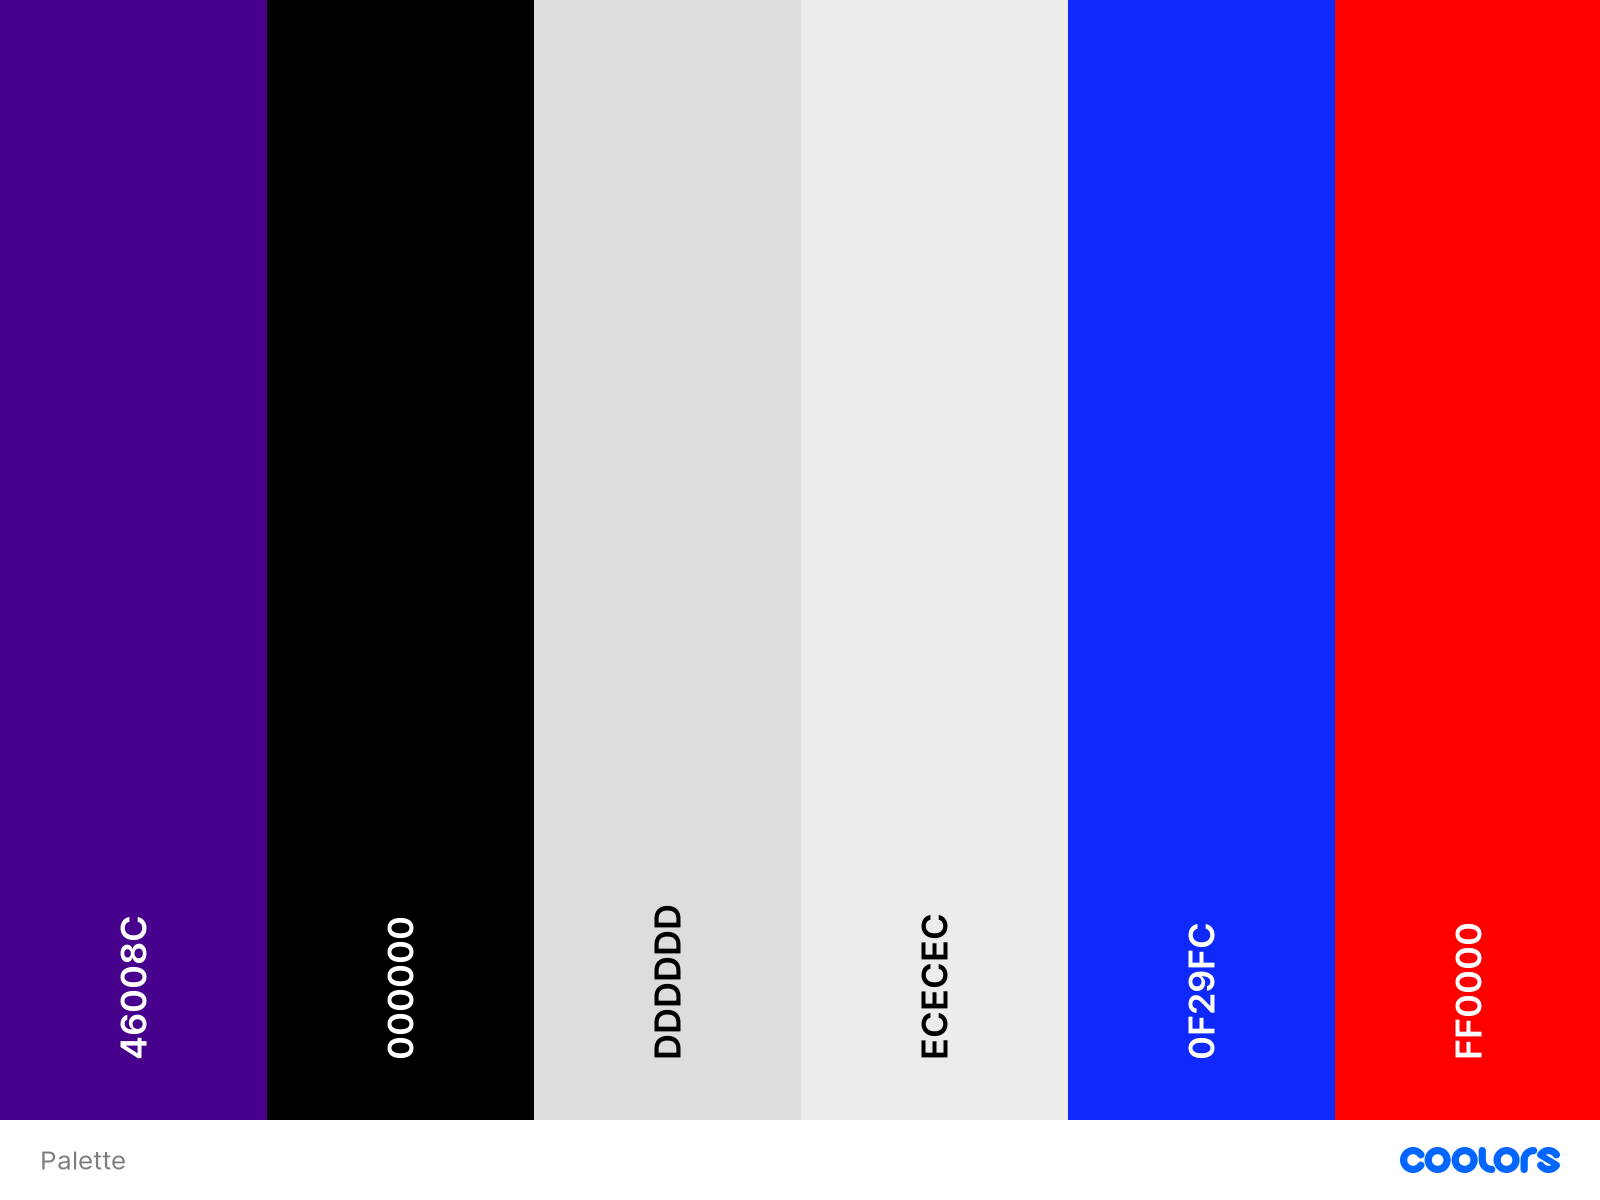 46008C
000000
DDDDDD
ECECEC
0F29FC
FF0000
Palette
coolors